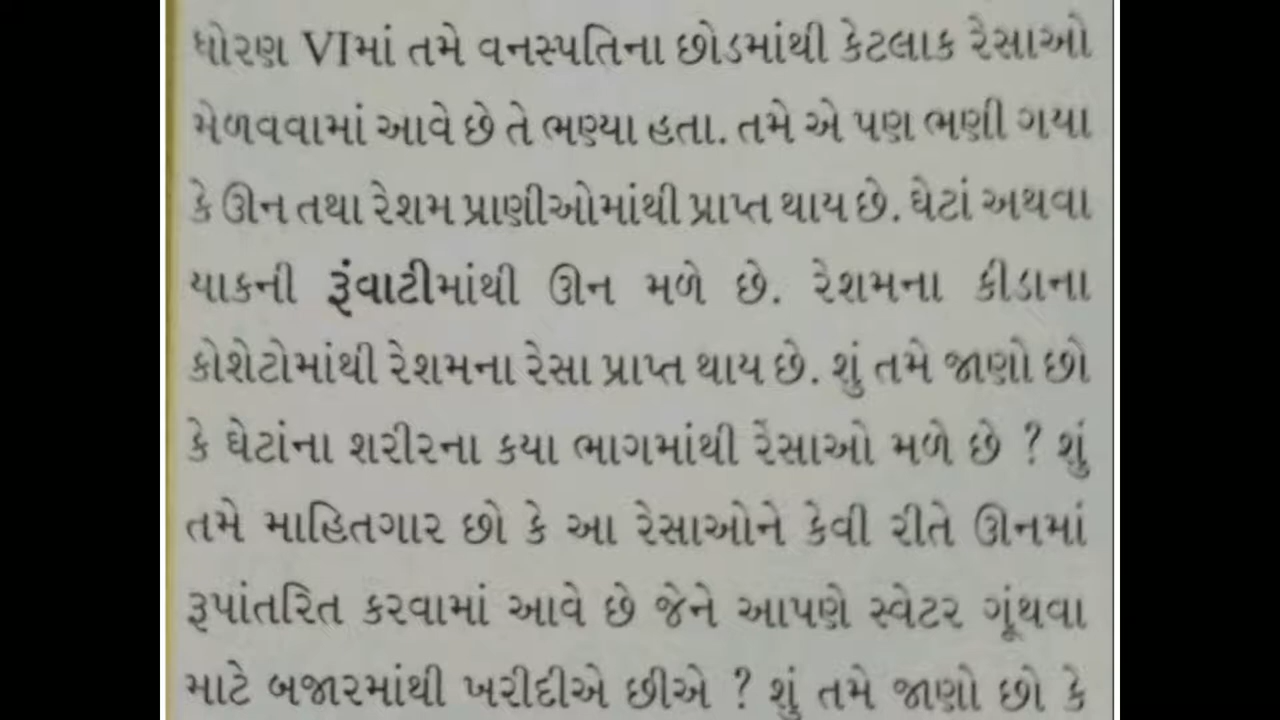 ધોરણ VIમાં તમે વનસ્પતિના છોડમાંથી કેટલાક રેસાઓ
મેળવવામાં આવે છે તે ભણ્યા હતા. તમે એ પણ ભણી ગયા
કે ઊન તથા રેશમ પ્રાણીઓમાંથી પ્રાપ્ત થાય છે. ઘેટાં અથવા
યાકની રૂંવાટીમાંથી ઊન મળે છે. રેશમના કીડાના
કોશેટોમાંથી રેશમના રેસા પ્રાપ્ત થાય છે. શું તમે જાણો છો
કે ઘેટાંના શરીરના કયા ભાગમાંથી રેસાઓ મળે છે ? શું
તમે માહિતગાર છો કે આ રેસાઓને કેવી રીતે ઊનમાં
રૂપાંતરિત કરવામાં આવે છે જેને આપણે સ્વેટર ગૂંથવા
માટે બજારમાંથી ખરીદીએ છીએ ? શું તમે જાણો છો કે